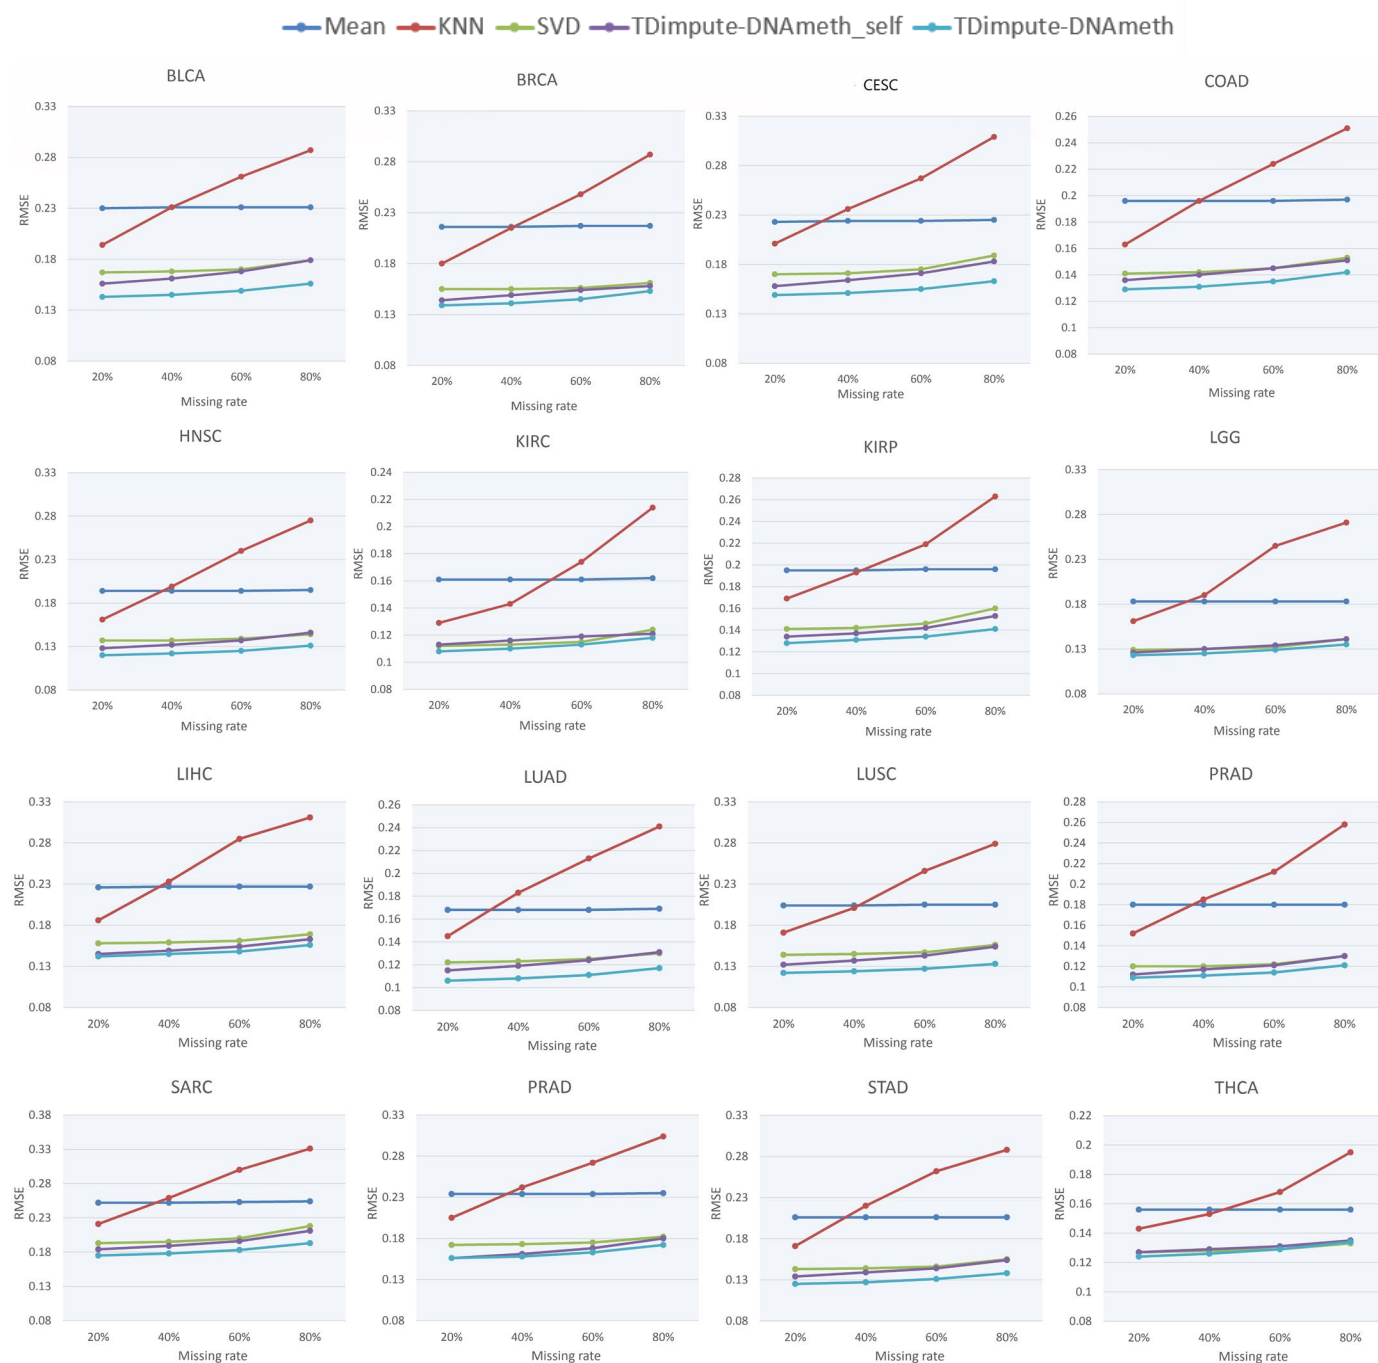 Mean KNN SVD TDimpute-DNAmeth_self TDimpute-DNAmeth
BLCA
0.33
0.28
0.23
0.18
0.13
0.08
RMSE
20% 40% 60% 80%
Missing rate
BRCA
0.33
0.28
0.23
0.18
0.13
0.08
RMSE
20% 40% 60% 80%
Missing rate
CESC
0.33
0.28
0.23
0.18
0.13
0.08
RMSE
20% 40% 60% 80%
Missing rate
COAD
0.26
0.24
0.22
0.2
0.18
0.16
0.14
0.12
0.1
0.08
RMSE
20% 40% 60% 80%
Missing rate
HNSC
0.33
0.28
0.23
0.18
0.13
0.08
RMSE
20% 40% 60% 80%
Missing rate
KIRC
0.24
0.22
0.2
0.18
0.16
0.14
0.12
0.1
0.08
RMSE
20% 40% 60% 80%
Missing rate
KIRP
0.28
0.26
0.24
0.22
0.2
0.18
0.16
0.14
0.12
0.1
0.08
RMSE
20% 40% 60% 80%
Missing rate
LGG
0.33
0.28
0.23
0.18
0.13
0.08
RMSE
20% 40% 60% 80%
Missing rate
LIHC
0.33
0.28
0.23
0.18
0.13
0.08
RMSE
20% 40% 60% 80%
Missing rate
LUAD
0.26
0.24
0.22
0.2
0.18
0.16
0.14
0.12
0.1
0.08
RMSE
20% 40% 60% 80%
Missing rate
LUSC
0.33
0.28
0.23
0.18
0.13
0.08
RMSE
20% 40% 60% 80%
Missing rate
PRAD
0.28
0.26
0.24
0.22
0.2
0.18
0.16
0.14
0.12
0.1
0.08
RMSE
20% 40% 60% 80%
Missing rate
SARC
0.38
0.33
0.28
0.23
0.18
0.13
0.08
RMSE
20% 40% 60% 80%
Missing rate
PRAD
0.33
0.28
0.23
0.18
0.13
0.08
RMSE
20% 40% 60% 80%
Missing rate
STAD
0.33
0.28
0.23
0.18
0.13
0.08
RMSE
20% 40% 60% 80%
Missing rate
THCA
0.22
0.2
0.18
0.16
0.14
0.12
0.1
0.08
RMSE
20% 40% 60% 80%
Missing rate